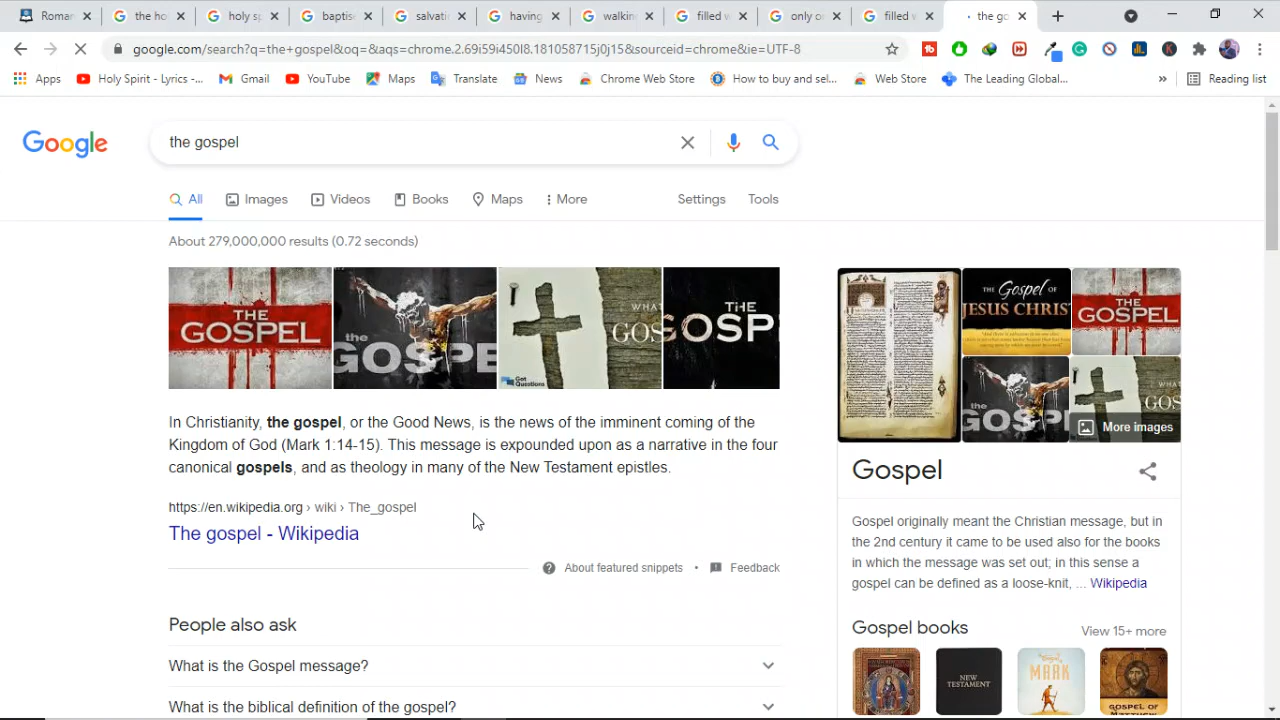 Roman
the ho
holy sp
baptise
salvati
having
walkin
filled w
only or
filled w
the go
google.com/search?q=the+gospel&oq=&aqs=chrome.2.69i59i450l8.181058715j0j15&sourceid=chrome&ie=UTF-8
Apps
Holy Spirit - Lyrics -...
Gmail
YouTube
Maps
Translate
News
Chrome Web Store
How to buy and sel...
Web Store
The Leading Global...
»
Reading list
Google
the gospel
All
Images
Videos
Books
Maps
More
Settings
Tools
About 279,000,000 results (0.72 seconds)
THE
GOSPEL
GOSPE
WHA
GOS
Got Questions
THE
GOSP
In Christianity, the gospel, or the Good News, is the news of the imminent coming of the
Kingdom of God (Mark 1:14-15). The message is expounded upon as a narrative in the four
canonical gospels, and as theology in many of the New Testament epistles.
https://en.wikipedia.org › wiki › The_gospel
The gospel - Wikipedia
About featured snippets
•
Feedback
People also ask
What is the Gospel message?
What is the biblical definition of the gospel?
THE Gospel OF
JESUS CHRIS
THE
GOSPEL
the
GOSP
WHA
GOS
More images
Gospel
Gospel originally meant the Christian message, but in
the 2nd century it came to be used also for the books
in which the message was set out; in this sense a
gospel can be defined as a loose-knit, ... Wikipedia
Gospel books
View 15+ more
NEW
TESTAMENT
MARK
GOSPEL OF